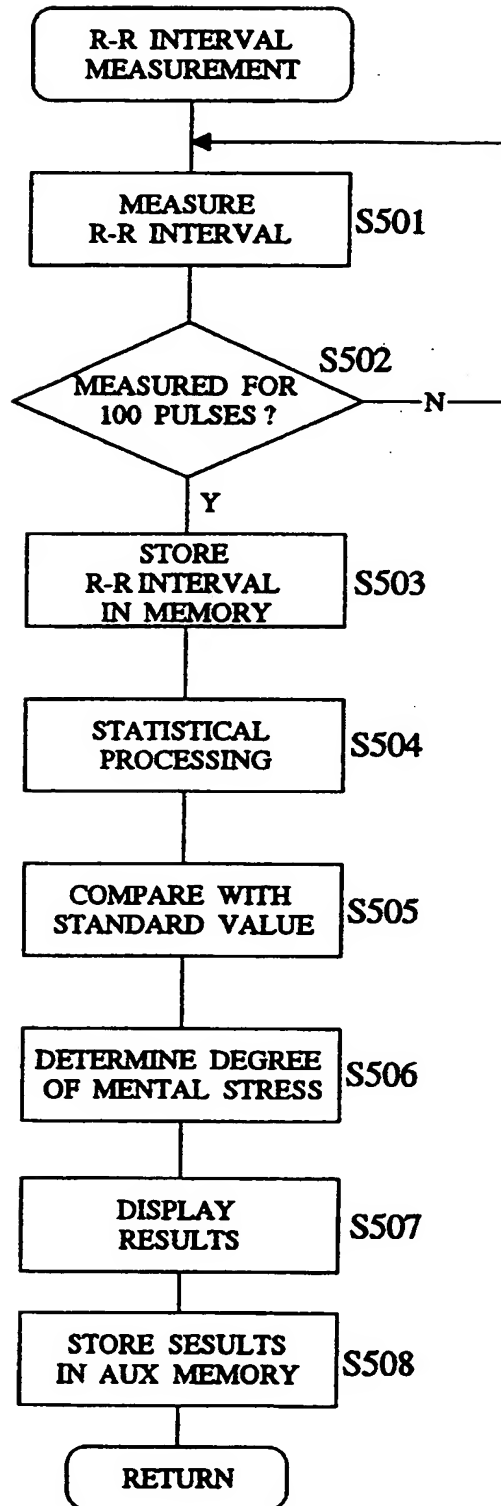 R-R INTERVAL
MEASUREMENT
MEASURE
R-R INTERVAL
S501
S502
MEASURED FOR
100 PULSES ?
N
Y
STORE
R-R INTERVAL
IN MEMORY
S503
STATISTICAL
PROCESSING
S504
COMPARE WITH
STANDARD VALUE
S505
DETERMINE DEGREE
OF MENTAL STRESS
S506
DISPLAY
RESULTS
S507
STORE SESULTS
IN AUX MEMORY
S508
RETURN